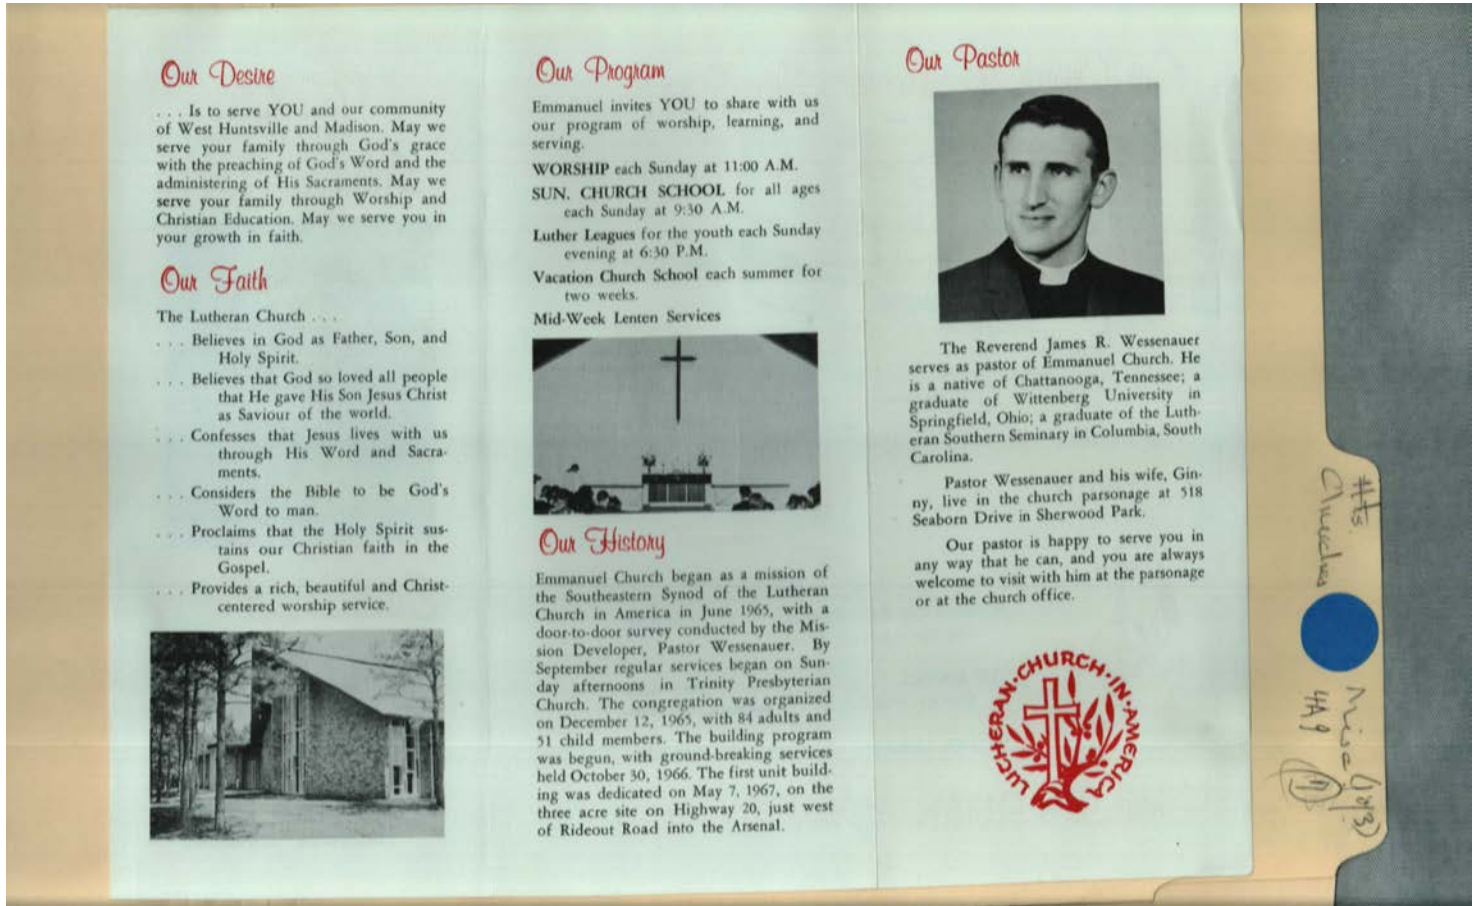 Our Desire
. . . Is to serve YOU and our community
of West Huntsville and Madison. May we
serve your family through God's grace
with the preaching of God's Word and the
administering of His Sacraments. May we
serve your family through Worship and
Christian Education. May we serve you in
your growth in faith.
Our Faith
The Lutheran Church . . .
. . . Believes in God as Father, Son, and
Holy Spirit.
. . . Believes that God so loved all people
that He gave His Son Jesus Christ
as Saviour of the world.
. . . Confesses that Jesus lives with us
through His Word and Sacra-
ments.
. . . Considers the Bible to be God's
Word to man.
. . . Proclaims that the Holy Spirit sus-
tains our Christian faith in the
Gospel.
. . . Provides a rich, beautiful and Christ-
centered worship service.
Our Program
Emmanuel invites YOU to share with us
our program of worship, learning, and
serving.
WORSHIP each Sunday at 11:00 A.M.
SUN. CHURCH SCHOOL for all ages
each Sunday at 9:30 A.M.
Luther Leagues for the youth each Sunday
evening at 6:30 P.M.
Vacation Church School each summer for
two weeks.
Mid-Week Lenten Services
Our History
Emmanuel Church began as a mission of
the Southeastern Synod of the Lutheran
Church in America in June 1965, with a
door-to-door survey conducted by the Mis-
sion Developer, Pastor Wessenauer. By
September regular services began on Sun-
day afternoons in Trinity Presbyterian
Church. The congregation was organized
on December 12, 1965, with 84 adults and
51 child members. The building program
was begun, with ground-breaking services
held October 30, 1966. The first unit build-
ing was dedicated on May 7, 1967, on the
three acre site on Highway 20, just west
of Rideout Road into the Arsenal.
Our Pastor
The Reverend James R. Wessenauer
serves as pastor of Emmanuel Church. He
is a native of Chattanooga, Tennessee; a
graduate of Wittenberg University in
Springfield, Ohio; a graduate of the Luth-
eran Southern Seminary in Columbia, South
Carolina.
Pastor Wessenauer and his wife, Gin-
ny, live in the church parsonage at 518
Seaborn Drive in Sherwood Park.
Our pastor is happy to serve you in
any way that he can, and you are always
welcome to visit with him at the parsonage
or at the church office.
LUTHERAN·CHURCH·IN·AMERICA
Hts.
Churches
Misc (1 of 3)
4A9
(1)